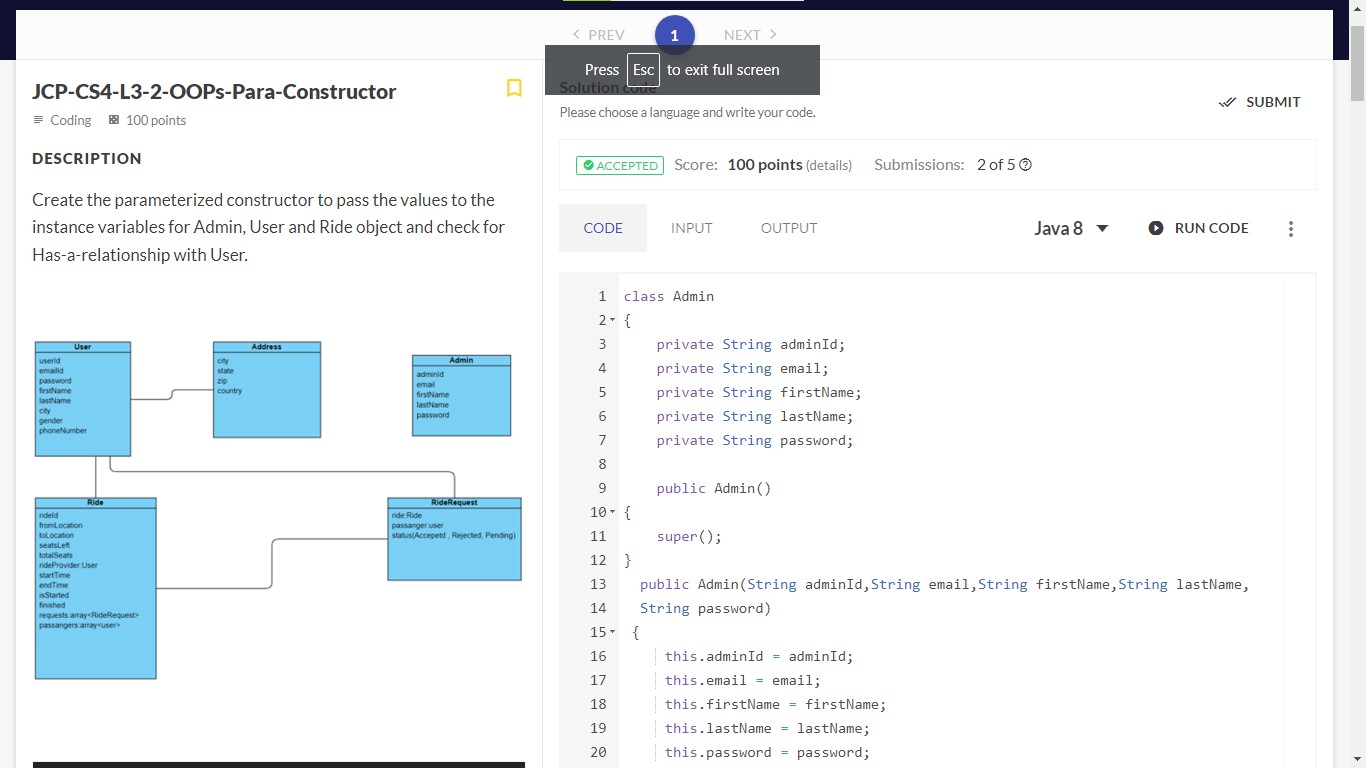 PREV
1
NEXT
Press Esc to exit full screen
JCP-CS4-L3-2-OOPs-Para-Constructor
Coding
100 points
DESCRIPTION
Create the parameterized constructor to pass the values to the
instance variables for Admin, User and Ride object and check for
Has-a-relationship with User.
User
userId
emailId
password
firstName
lastName
city
gender
phoneNumber
Address
city
state
zip
country
Admin
adminId
email
firstName
lastName
password
Ride
rideId
fromLocation
toLocation
seatsLeft
totalSeats
rideProvider:User
startTime
endTime
isStarted
finished
requests:array<RideRequest>
passangers:array<user>
RideRequest
ride:Ride
passanger:user
status(Accepetd , Rejected, Pending)
Solution code
Please choose a language and write your code.
SUBMIT
ACCEPTED Score: 100 points (details) Submissions: 2 of 5
CODE INPUT OUTPUT Java 8 RUN CODE
1 class Admin
2 {
3 private String adminId;
4 private String email;
5 private String firstName;
6 private String lastName;
7 private String password;
8
9 public Admin()
10 {
11 super();
12 }
13 public Admin(String adminId,String email,String firstName,String lastName,
14 String password)
15 {
16 this.adminId = adminId;
17 this.email = email;
18 this.firstName = firstName;
19 this.lastName = lastName;
20 this.password = password;